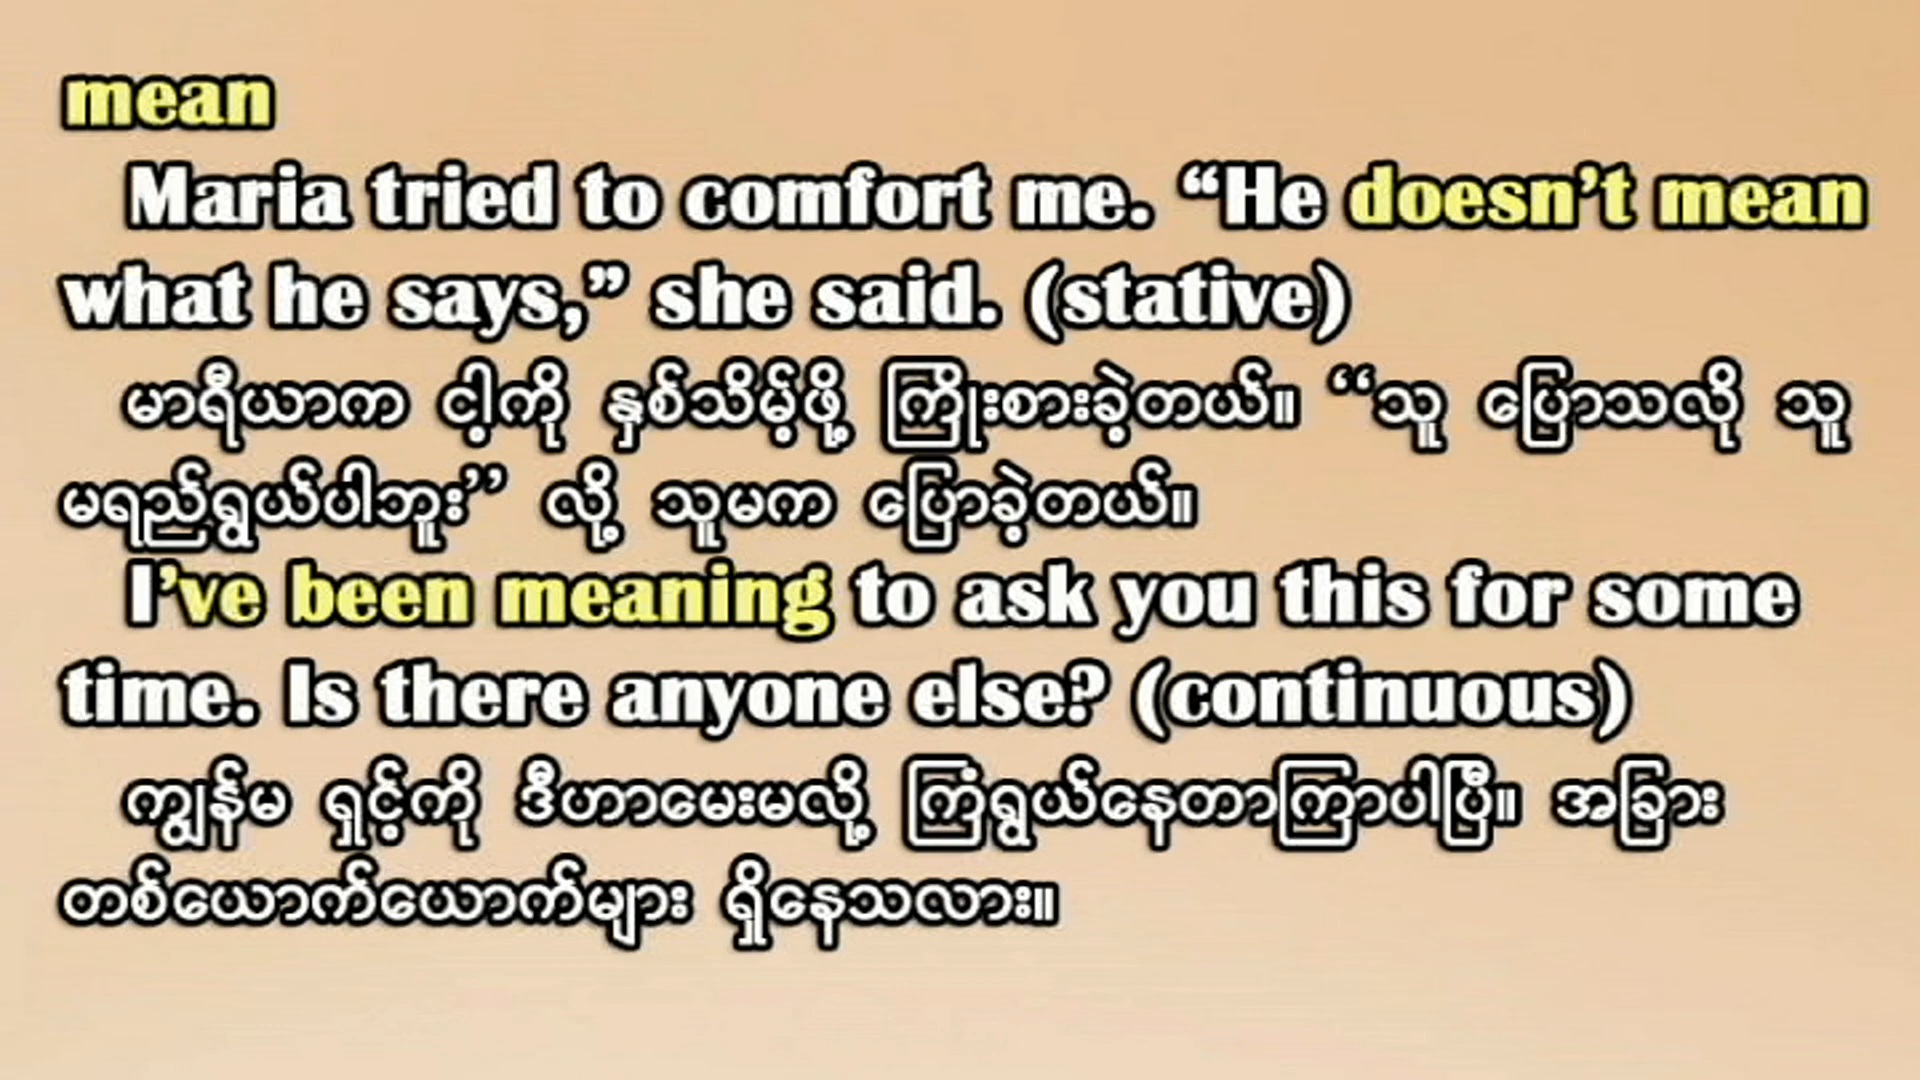 mean
Maria tried to comfort me. “He doesn’t mean
what he says,” she said. (stative)
မာရီယာက ငါ့ကို နှစ်သိမ့်ဖို့ ကြိုးစားခဲ့တယ်။ “သူ ပြောသလို သူ
မရည်ရွယ်ပါဘူး” လို့ သူမက ပြောခဲ့တယ်။
I’ve been meaning to ask you this for some
time. Is there anyone else? (continuous)
ကျွန်မ ရှင့်ကို ဒီဟာမေးမလို့ ကြံရွယ်နေတာကြာပါပြီ။ အခြား
တစ်ယောက်ယောက်များ ရှိနေသလား။